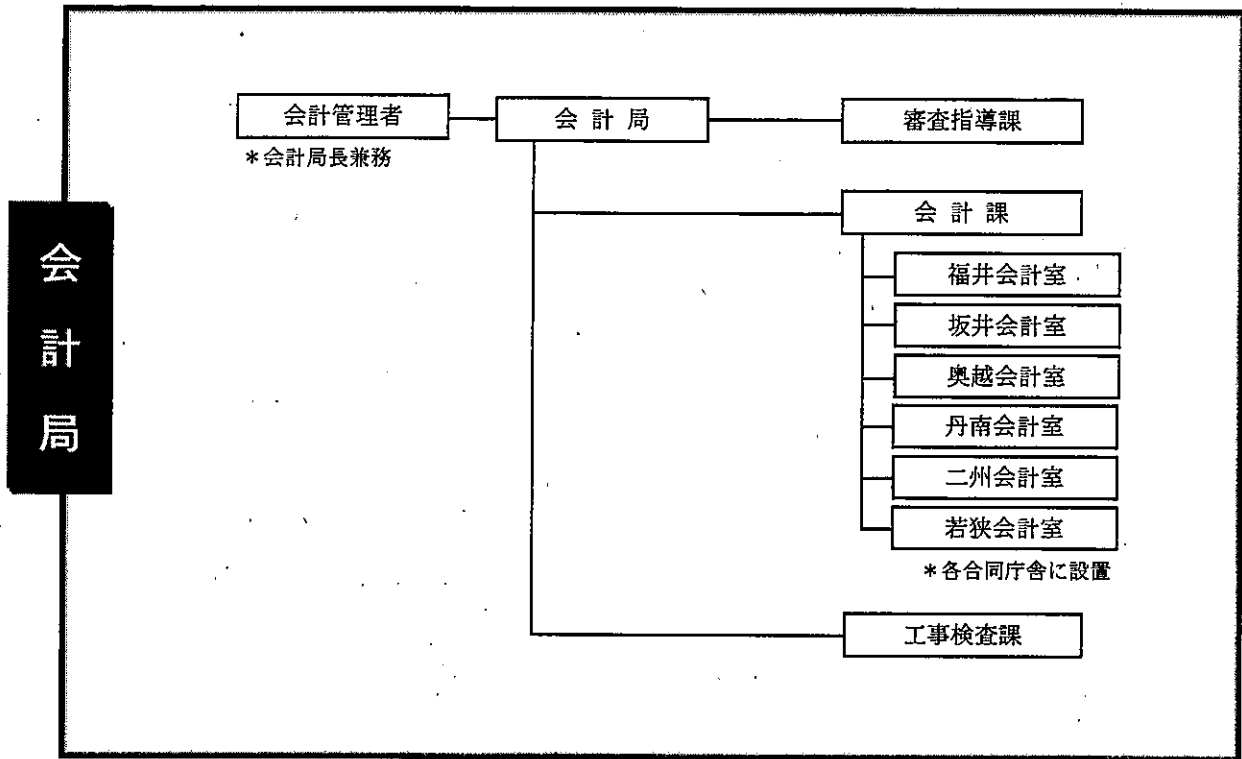 会計局
会計管理者
会計局
審査指導課
*会計局長兼務
会計課
福井会計室
坂井会計室
奥越会計室
丹南会計室
二州会計室
若狭会計室
*各合同庁舎に設置
工事検査課